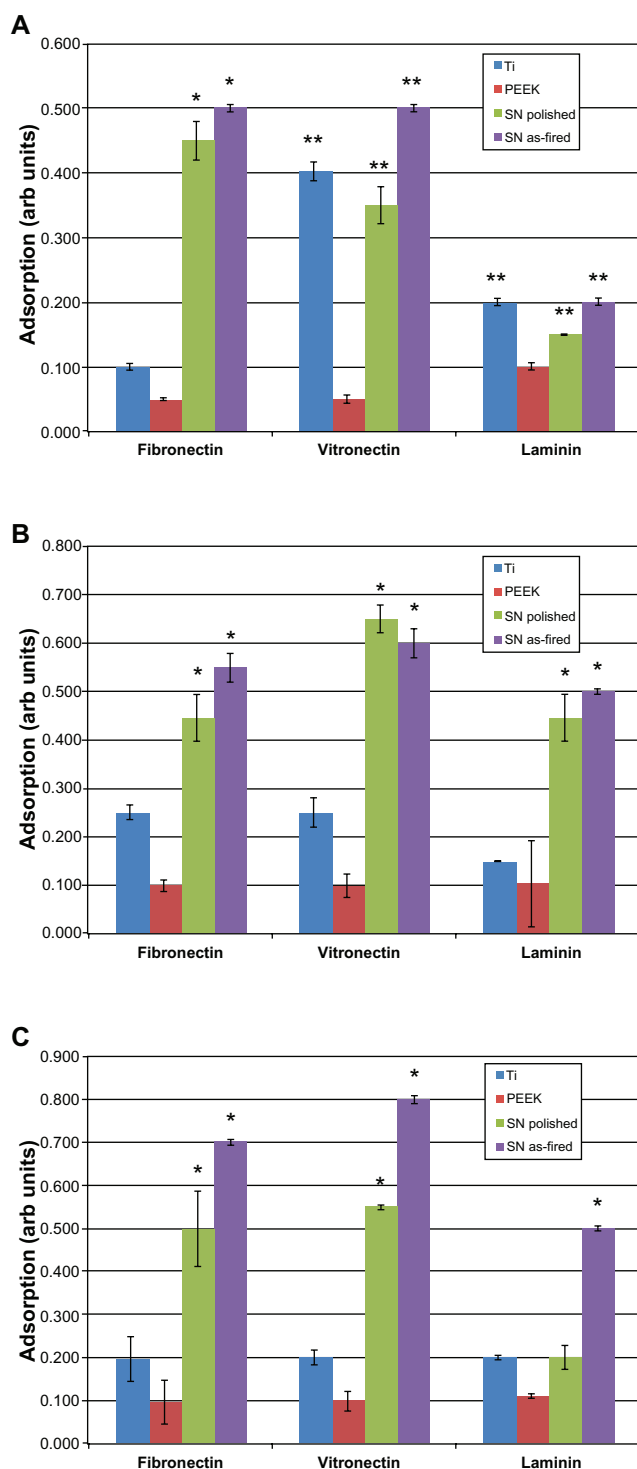 A
Adsorption (arb units)
0.600
0.500
0.400
0.300
0.200
0.100
0.000
Ti
PEEK
SN polished
SN as-fired
* * ** ** ** ** ** **
Fibronectin Vitronectin Laminin
B
Adsorption (arb units)
0.800
0.700
0.600
0.500
0.400
0.300
0.200
0.100
0.000
Ti
PEEK
SN polished
SN as-fired
* * * * * *
Fibronectin Vitronectin Laminin
C
Adsorption (arb units)
0.900
0.800
0.700
0.600
0.500
0.400
0.300
0.200
0.100
0.000
Ti
PEEK
SN polished
SN as-fired
* * * * *
Fibronectin Vitronectin Laminin